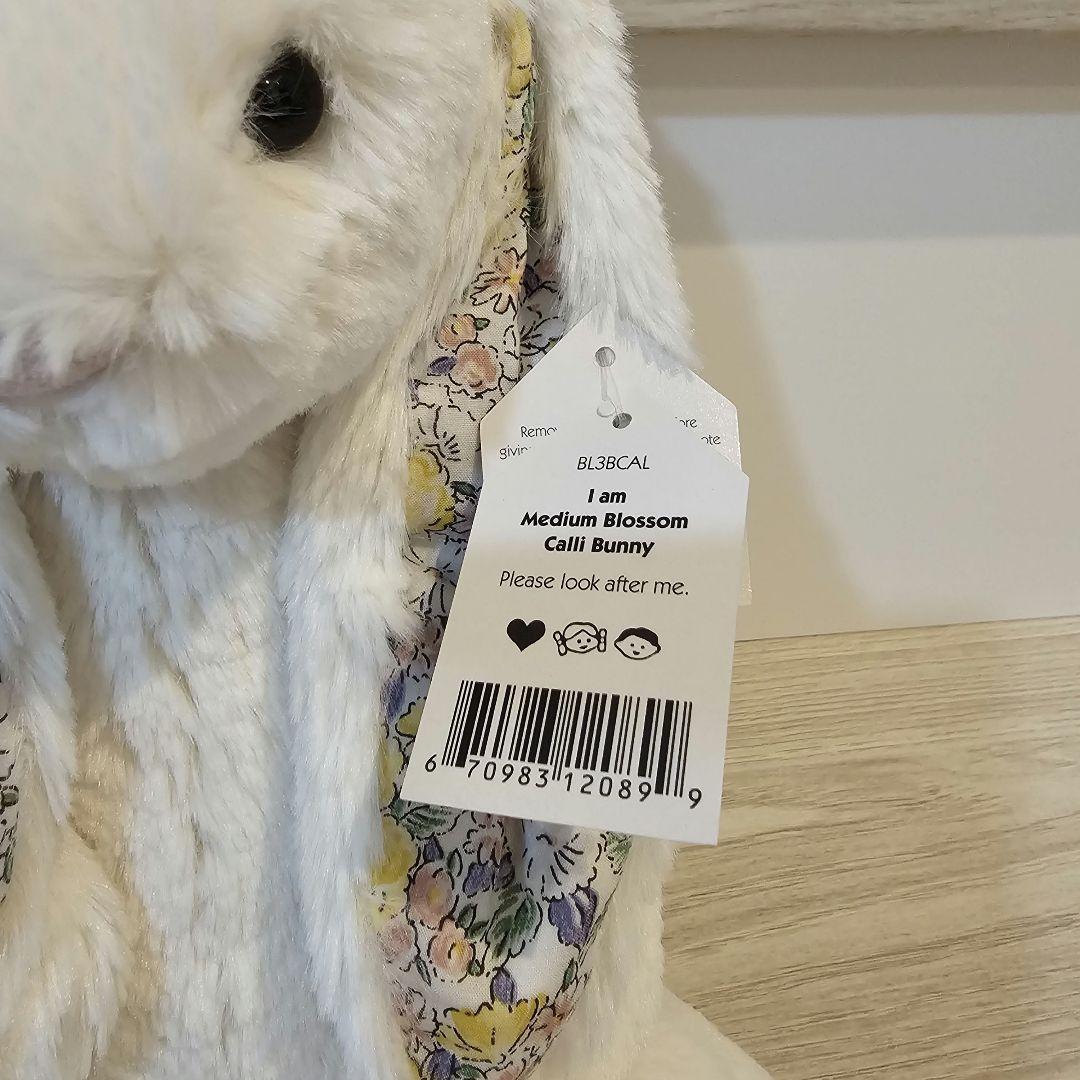 BL3BCAL
I am
Medium Blossom
Calli Bunny
Please look after me.
6 70983 12089 9